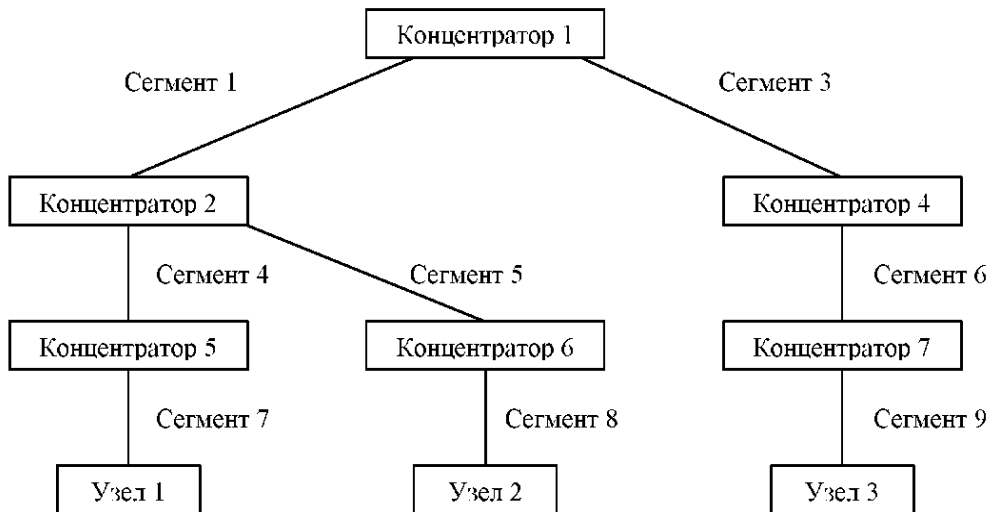 Концентратор 1
Сегмент 1
Сегмент 3
Концентратор 2
Концентратор 4
Сегмент 4
Сегмент 5
Сегмент 6
Концентратор 5
Концентратор 6
Концентратор 7
Сегмент 7
Сегмент 8
Сегмент 9
Узел 1
Узел 2
Узел 3